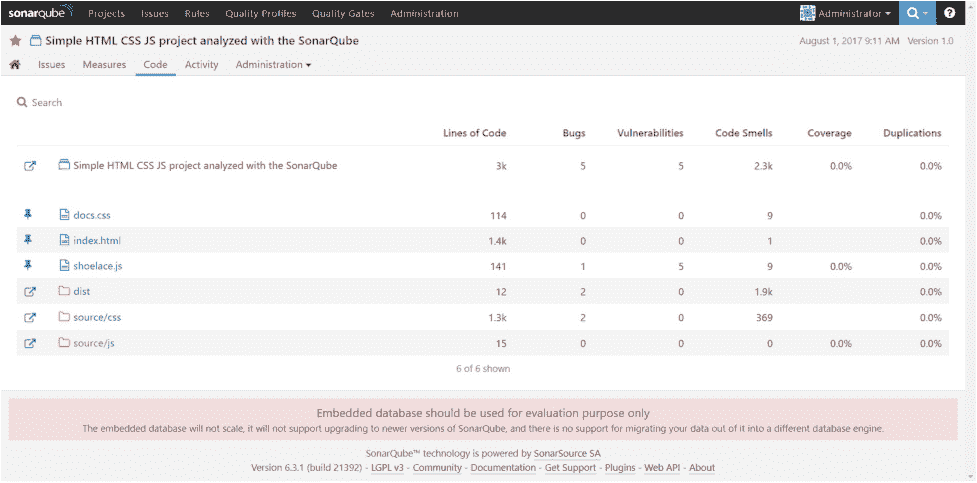 sonarqube Projects Issues Rules Quality Profiles Quality Gates Administration Administrator
Simple HTML CSS JS project analyzed with the SonarQube August 1, 2017 9:11 AM Version 1.0
Issues Measures Code Activity Administration
Search
Lines of Code Bugs Vulnerabilities Code Smells Coverage Duplications
Simple HTML CSS JS project analyzed with the SonarQube 3k 5 5 2.3k 0.0% 0.0%
docs.css 114 0 0 9 0.0%
index.html 1.4k 0 0 1 0.0%
shoelace.js 141 1 5 9 0.0% 0.0%
dist 12 2 0 1.9k 0.0%
source/css 1.3k 2 0 369 0.0%
source/js 15 0 0 0 0.0% 0.0%
6 of 6 shown
Embedded database should be used for evaluation purpose only
The embedded database will not scale, it will not support upgrading to newer versions of SonarQube, and there is no support for migrating your data out of it into a different database engine.
SonarQube™ technology is powered by SonarSource SA
Version 6.3.1 (build 21392) - LGPL v3 - Community - Documentation - Get Support - Plugins - Web API - About